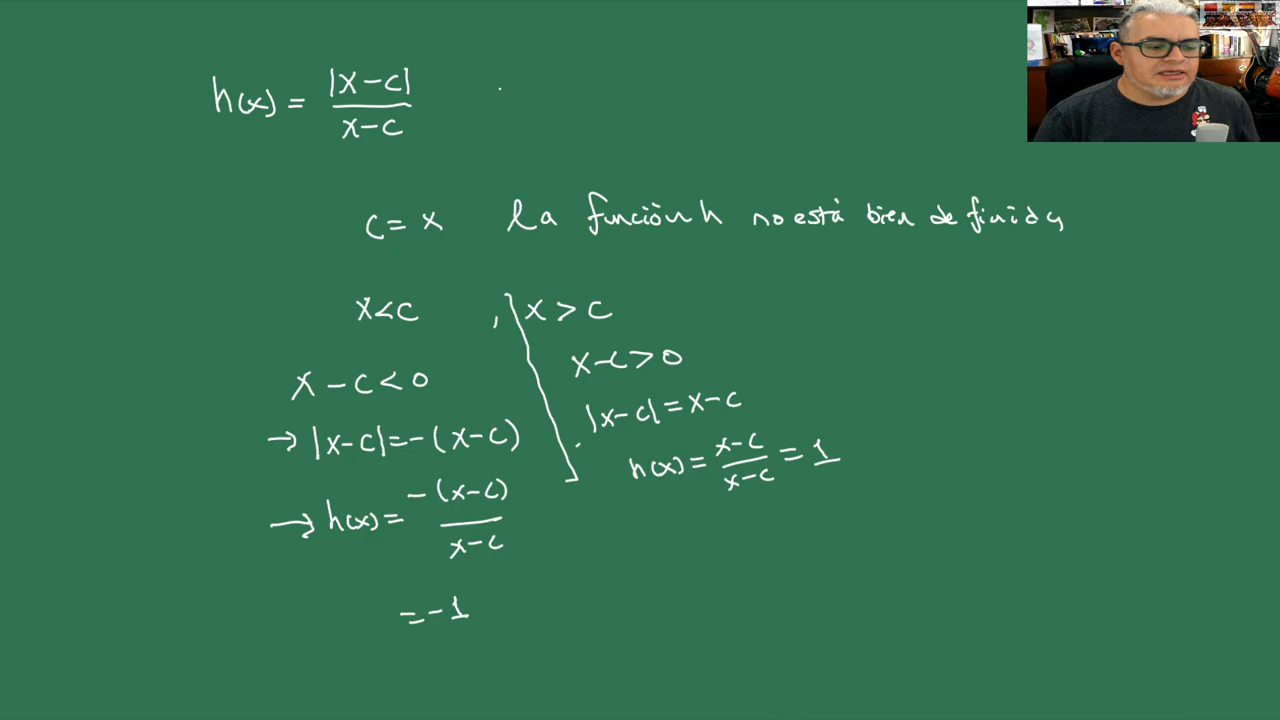 h(x) = |x-c| / x-c
c = x la función h no está bien definida
x<c , x > c
x - c < 0
→ |x-c| = -(x-c)
→ h(x) = -(x-c) / x-c
= -1
x-c > 0
|x-c| = x-c
h(x) = x-c / x-c = 1